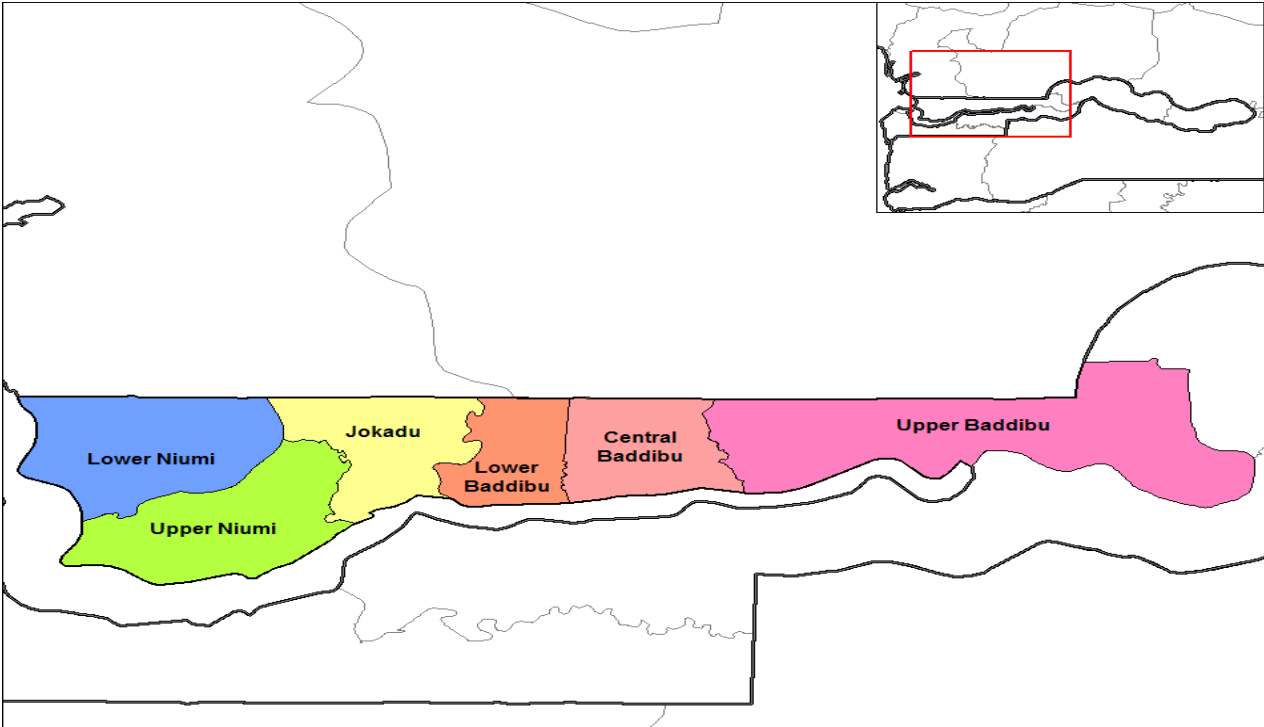 Lower Niumi
Upper Niumi
Jokadu
Lower
Baddibu
Central
Baddibu
Upper Baddibu